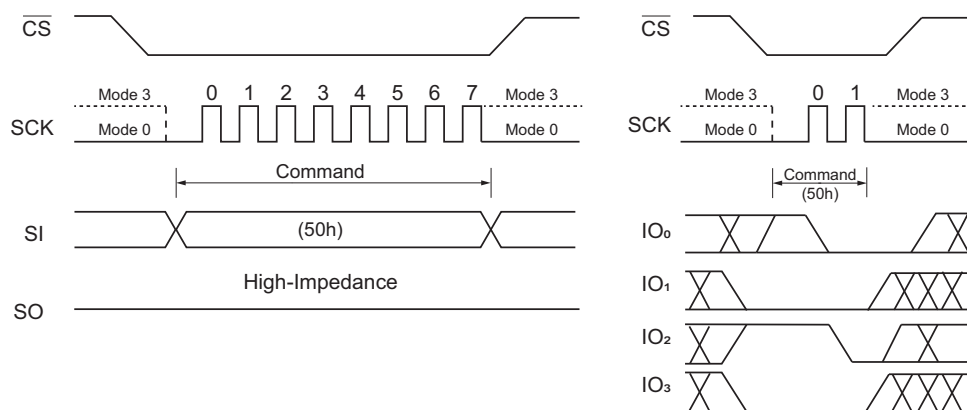 CS
Mode 3
Mode 0
SCK
0 1 2 3 4 5 6 7
Mode 3
Mode 0
Command
SI
(50h)
High-Impedance
SO
CS
Mode 3
Mode 0
SCK
0 1
Mode 3
Mode 0
Command
(50h)
IO₀
IO₁
IO₂
IO₃